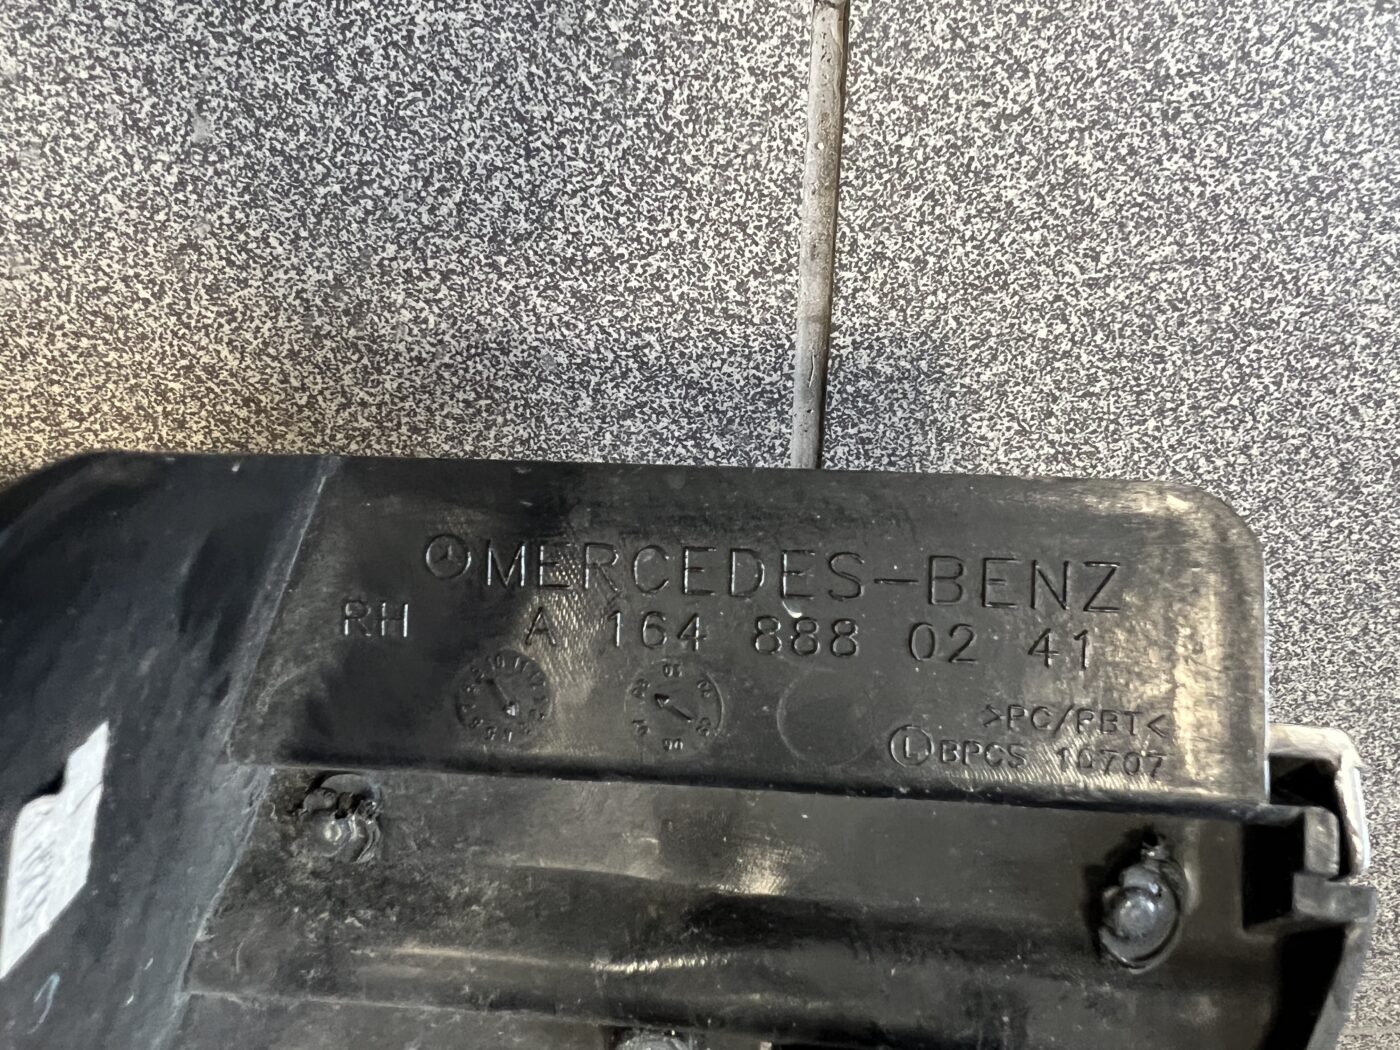 MERCEDES-BENZ
RH A 164 888 02 41
>PC/PBT<
L BPCS 10707